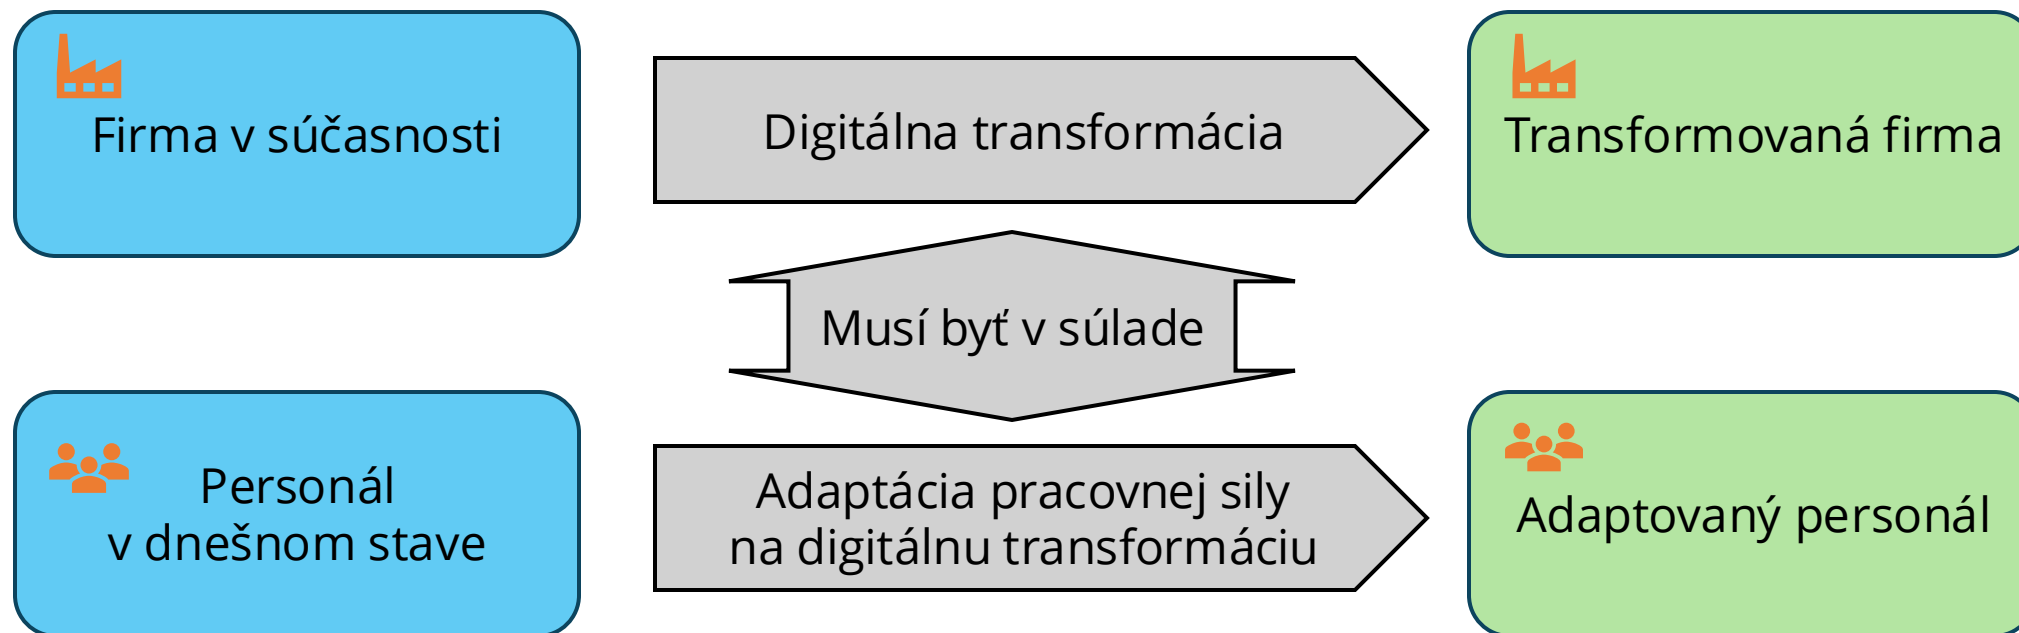 Firma v súčasnosti
Digitálna transformácia
Transformovaná firma
Musí byť v súlade
Personál
v dnešnom stave
Adaptácia pracovnej sily
na digitálnu transformáciu
Adaptovaný personál